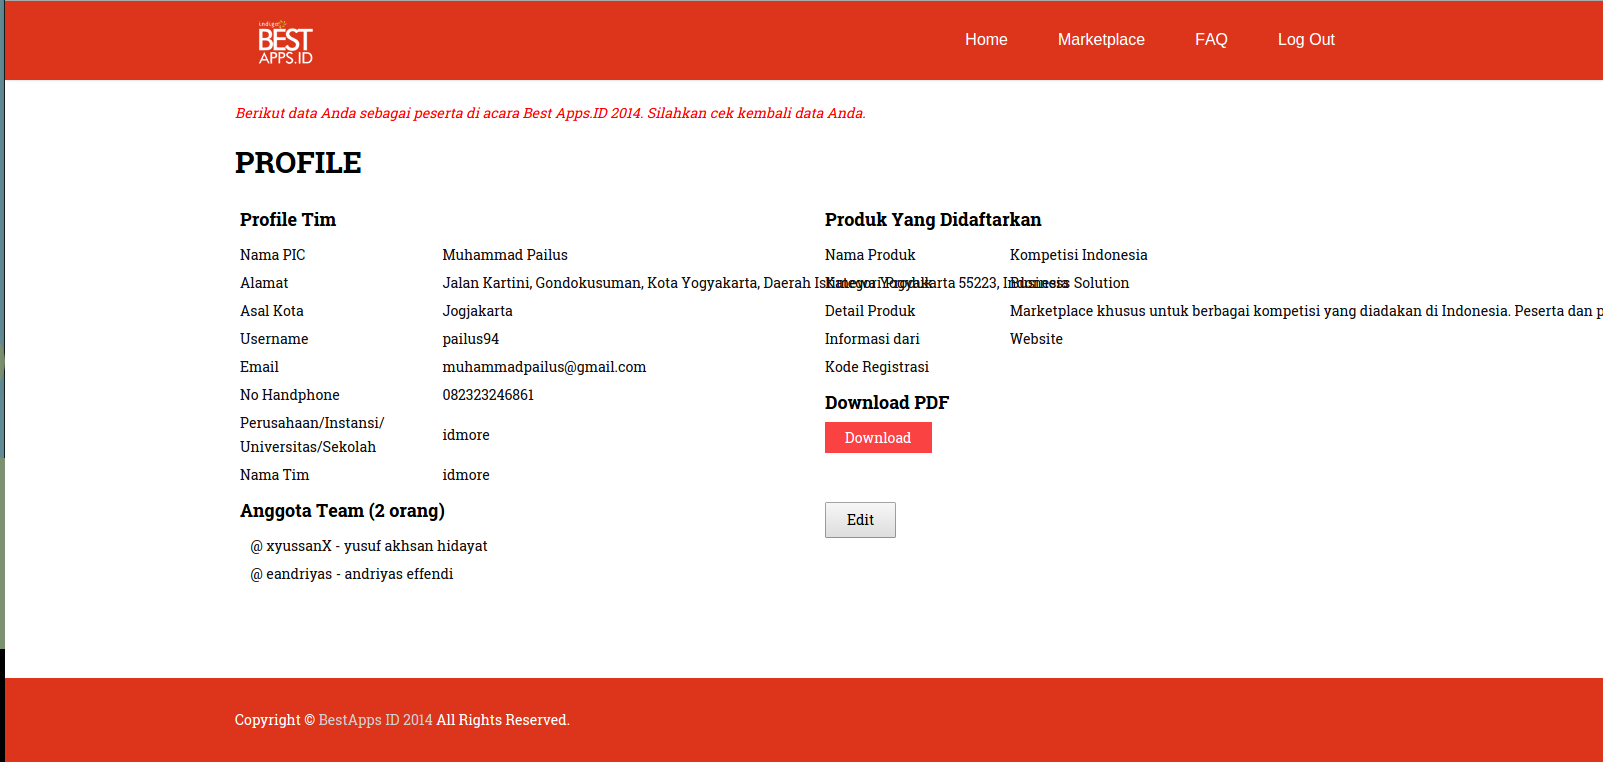 indigo
BEST
APPS.ID
Home Marketplace FAQ Log Out
Berikut data Anda sebagai peserta di acara Best Apps.ID 2014. Silahkan cek kembali data Anda.
PROFILE
Profile Tim
Nama PIC Muhammad Pailus
Alamat Jalan Kartini, Gondokusuman, Kota Yogyakarta, Daerah Istimewa Yogyakarta 55223, Indonesia
Asal Kota Jogjakarta
Username pailus94
Email muhammadpailus@gmail.com
No Handphone 082323246861
Perusahaan/Instansi/
Universitas/Sekolah idmore
Nama Tim idmore
Anggota Team (2 orang)
@ xyussanX - yusuf akhsan hidayat
@ eandriyas - andriyas effendi
Produk Yang Didaftarkan
Nama Produk Kompetisi Indonesia
Kategori Produk Business Solution
Detail Produk Marketplace khusus untuk berbagai kompetisi yang diadakan di Indonesia. Peserta dan p
Informasi dari Website
Kode Registrasi
Download PDF
Download
Edit
Copyright © BestApps ID 2014 All Rights Reserved.